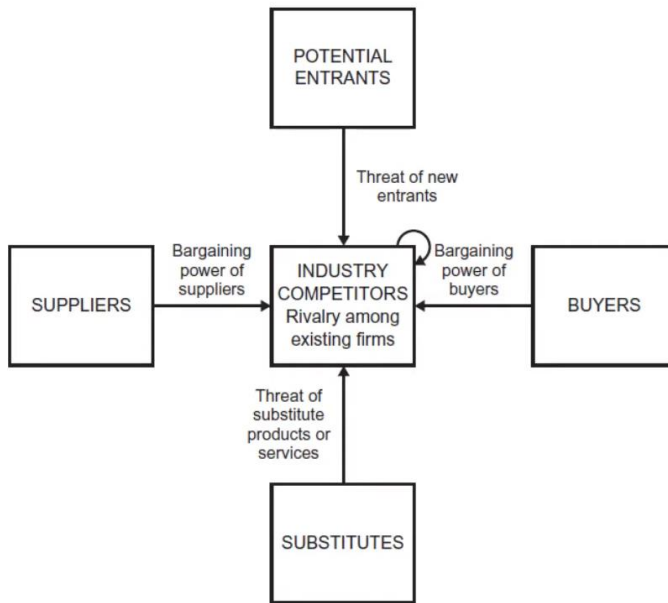 POTENTIAL
ENTRANTS
Threat of new
entrants
Bargaining
power of
suppliers
Bargaining
power of
buyers
SUPPLIERS
INDUSTRY
COMPETITORS
Rivalry among
existing firms
BUYERS
Threat of
substitute
products or
services
SUBSTITUTES